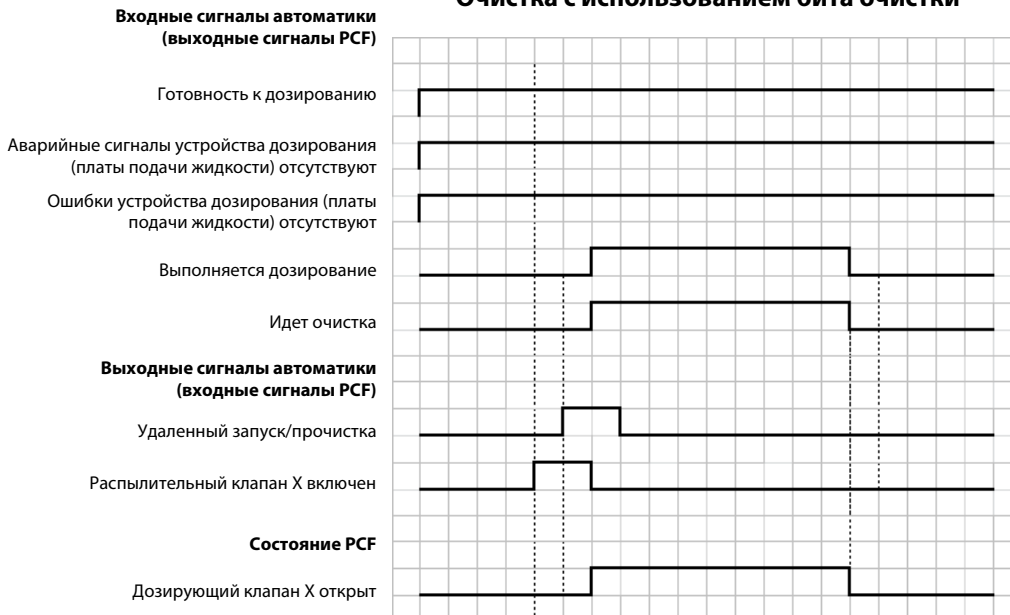 Очистка с использованием бита очистки
Входные сигналы автоматики
(выходные сигналы PCF)
Готовность к дозированию
Аварийные сигналы устройства дозирования
(платы подачи жидкости) отсутствуют
Ошибки устройства дозирования (платы
подачи жидкости) отсутствуют
Выполняется дозирование
Идет очистка
Выходные сигналы автоматики
(входные сигналы PCF)
Удаленный запуск/прочистка
Распылительный клапан X включен
Состояние PCF
Дозирующий клапан X открыт